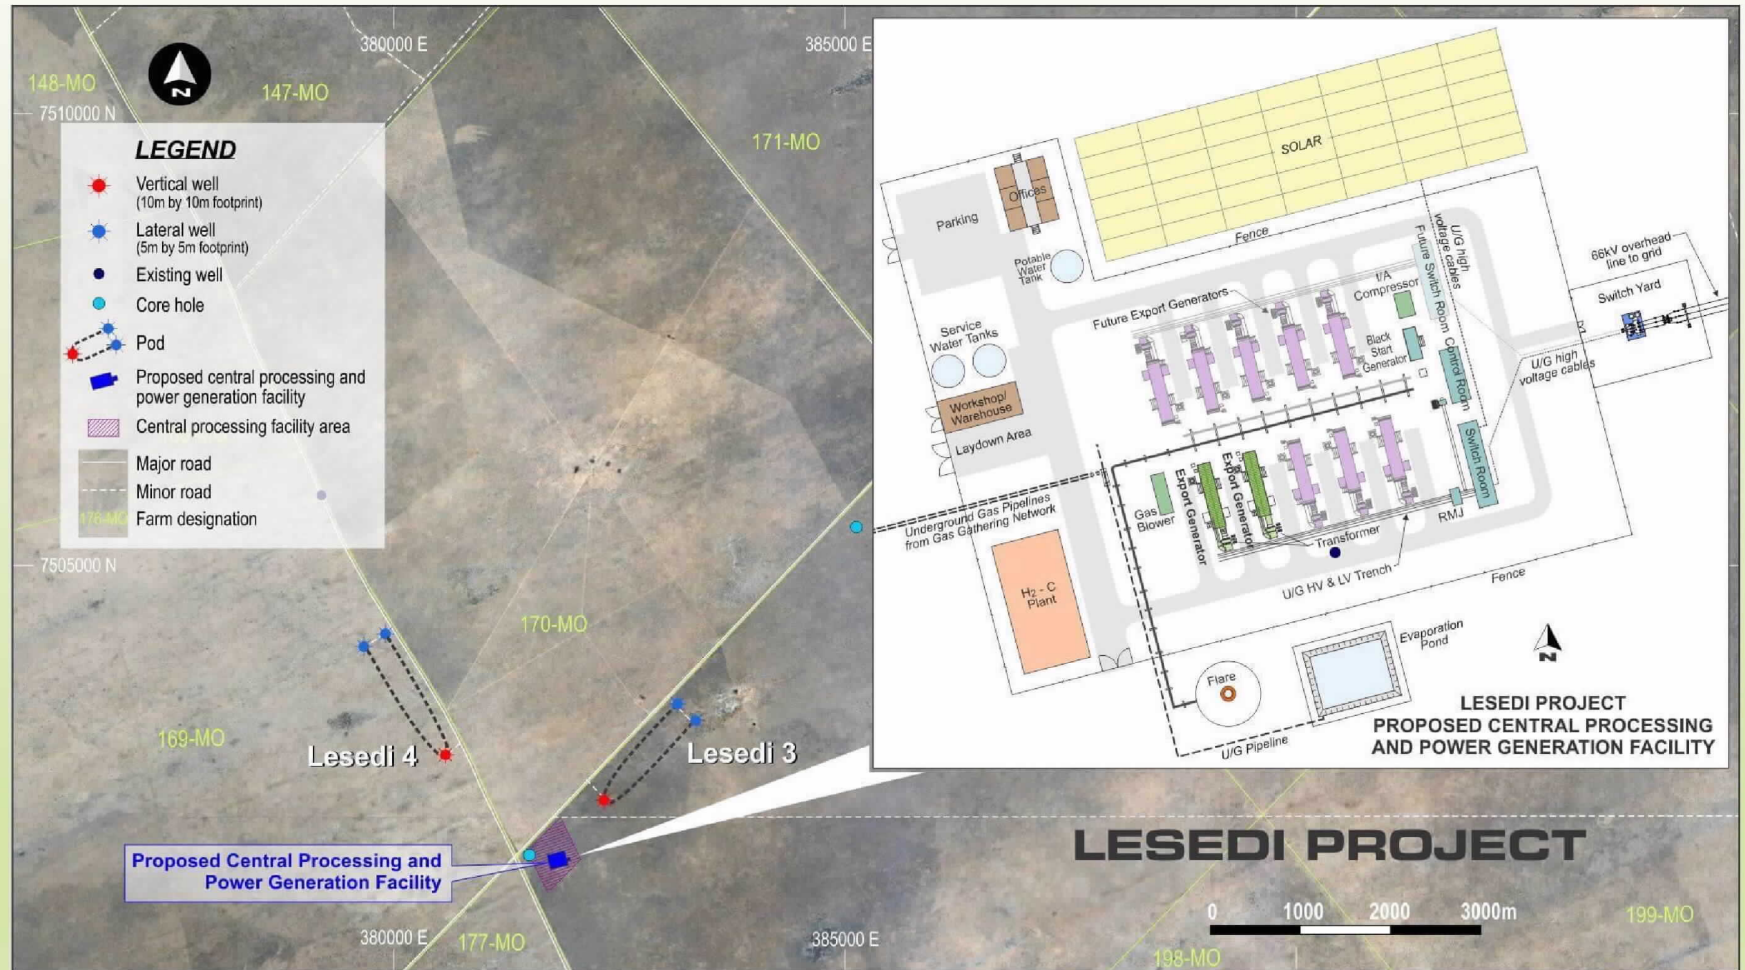 380000 E
385000 E
148-MO
147-MO
7510000 N
171-MO
N
LEGEND
Vertical well
(10m by 10m footprint)
Lateral well
(5m by 5m footprint)
Existing well
Core hole
Pod
Proposed central processing and
power generation facility
Central processing facility area
Major road
Minor road
176-MO
Farm designation
7505000 N
170-MO
169-MO
Lesedi 4
Lesedi 3
Proposed Central Processing and
Power Generation Facility
380000 E
177-MO
385000 E
SOLAR
Offices
Parking
Fence
Potable
Water
Tank
U/G high
voltage cables
Future Switch Room
66kV overhead
line to grid
Switch Yard
I/A
Compressor
Future Export Generators
Service
Water Tanks
Black
Start
Generator
Control Room
U/G high
voltage cables
Workshop/
Warehouse
Laydown Area
Switch Room
Export Generator
Export Generator
Gas
Blower
Underground Gas Pipelines
from Gas Gathering Network
RMJ
Transformer
H2 - C
Plant
U/G HV & LV Trench
Fence
Evaporation
Pond
Flare
U/G Pipeline
N
LESEDI PROJECT
PROPOSED CENTRAL PROCESSING
AND POWER GENERATION FACILITY
LESEDI PROJECT
0 1000 2000 3000m
199-MO
198-MO